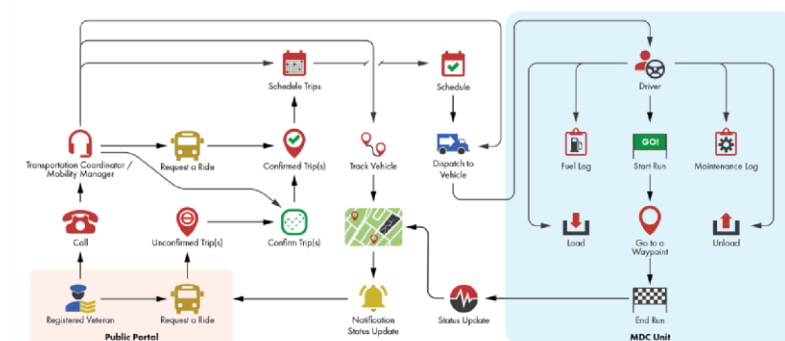 Schedule Trips
Schedule
Driver
GO!
Transportation Coordinator /
Mobility Manager
Request a Ride
Confirmed Trip(s)
Track Vehicle
Dispatch to
Vehicle
Fuel Log
Start Run
Maintenance Log
Call
Unconfirmed Trip(s)
Confirm Trip(s)
Load
Go to a
Waypoint
Unload
Registered Veteran
Request a Ride
Notification
Status Update
Status Update
End Run
Public Portal
MDC Unit